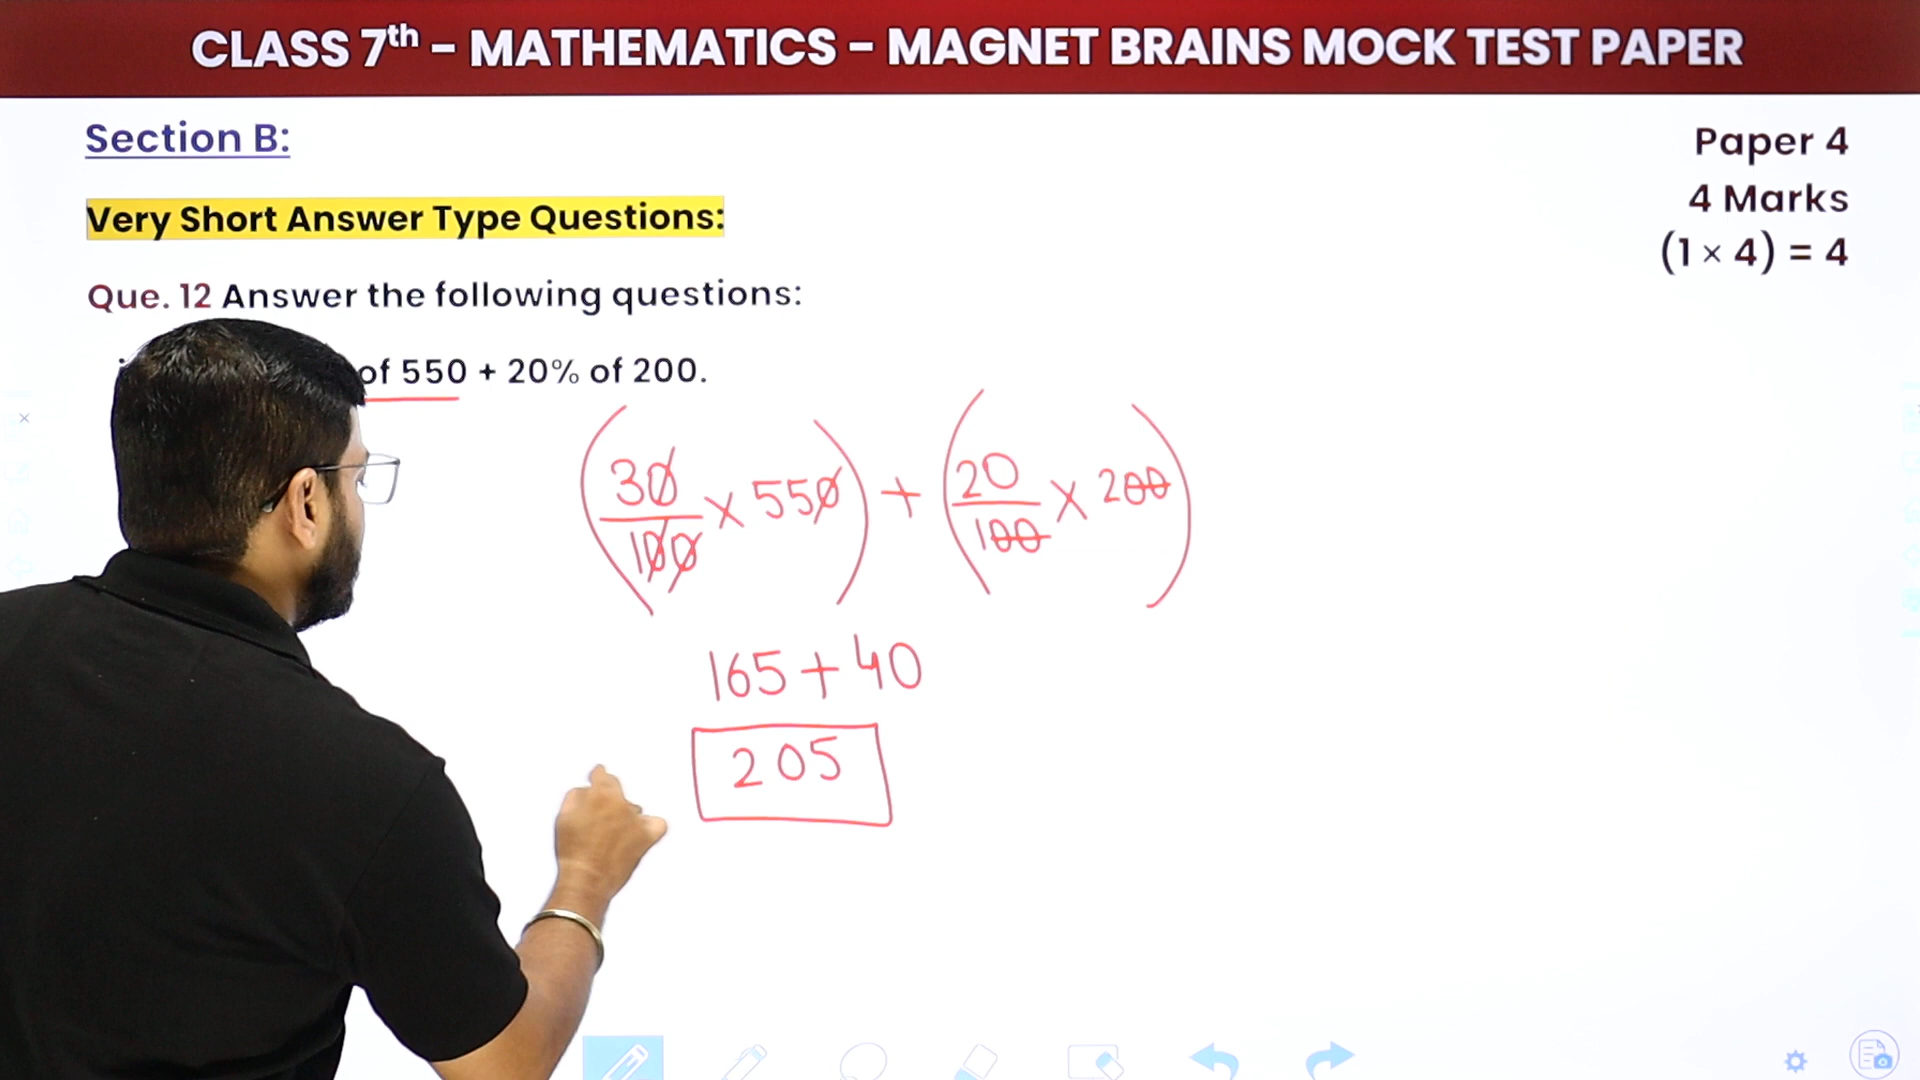 CLASS 7th – MATHEMATICS – MAGNET BRAINS MOCK TEST PAPER
Section B:
Paper 4
4 Marks
(1 × 4) = 4
Very Short Answer Type Questions:
Que. 12 Answer the following questions:
of 550 + 20% of 200.
(30/100 × 550) + (20/100 × 200)
165 + 40
205